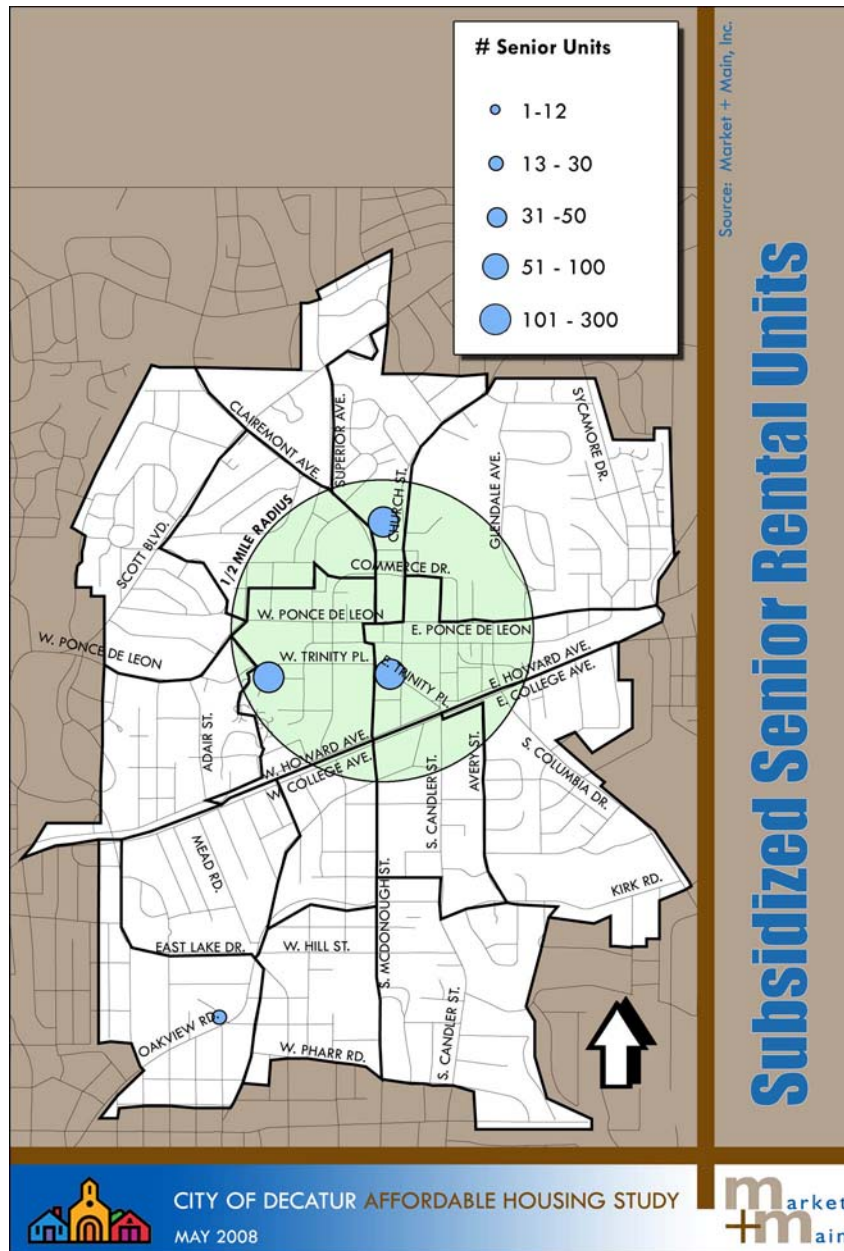 # Senior Units
1-12
13 - 30
31 -50
51 - 100
101 - 300
Source: Market + Main, Inc.
Subsidized Senior Rental Units
CLAIREMONT AVE.
SUPERIOR AVE.
CHURCH ST.
GLENDALE AVE.
SYCAMORE DR.
SCOTT BLVD.
1/2 MILE RADIUS
COMMERCE DR.
W. PONCE DE LEON
E. PONCE DE LEON
W. PONCE DE LEON
W. TRINITY PL.
E. TRINITY PL.
E. HOWARD AVE.
E. COLLEGE AVE.
ADAIR ST.
W. HOWARD AVE.
W. COLLEGE AVE.
S. CANDLER ST.
AVERY ST.
S. COLUMBIA DR.
MEAD RD.
KIRK RD.
S. MCDONOUGH ST.
EAST LAKE DR.
W. HILL ST.
OAKVIEW RD.
W. PHARR RD.
S. CANDLER ST.
CITY OF DECATUR AFFORDABLE HOUSING STUDY
MAY 2008
market
+main